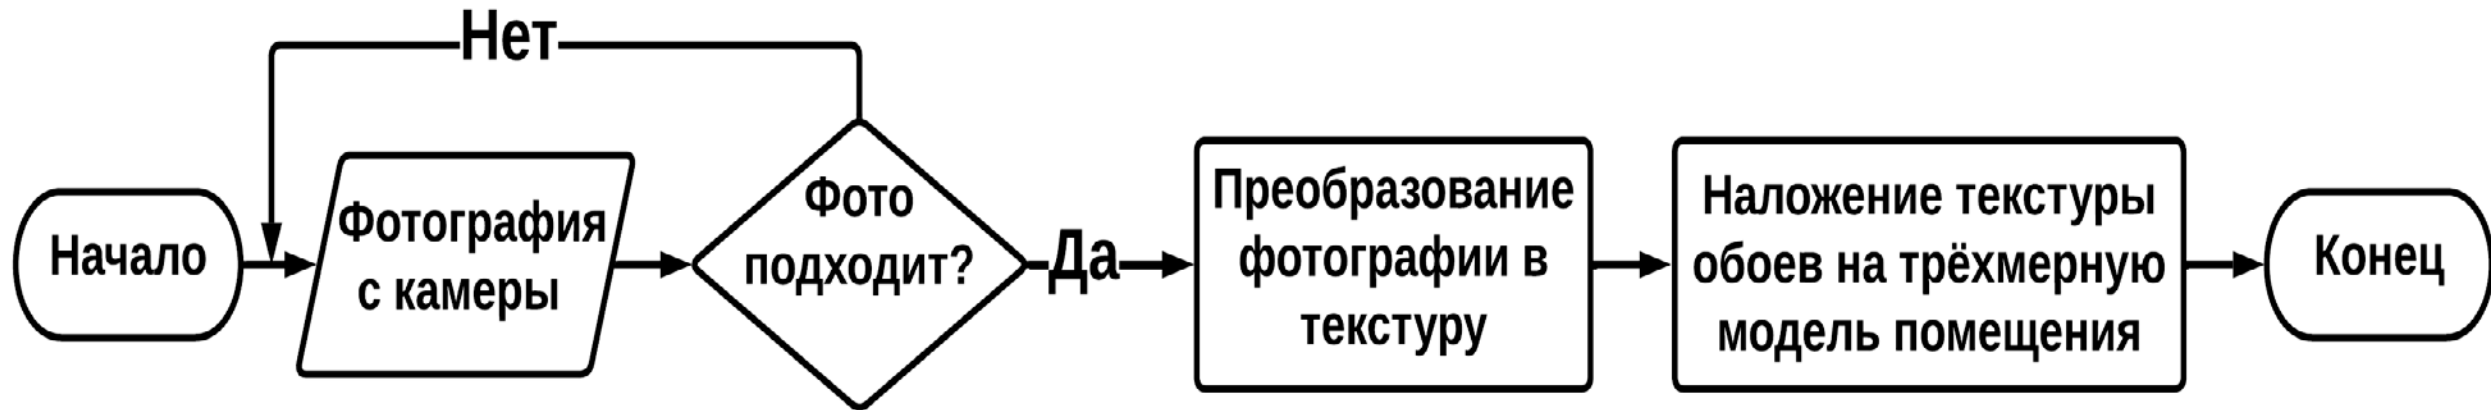 Нет
Начало
Фотография
с камеры
Фото
подходит?
Да
Преобразование
фотографии в
текстуру
Наложение текстуры
обоев на трёхмерную
модель помещения
Конец